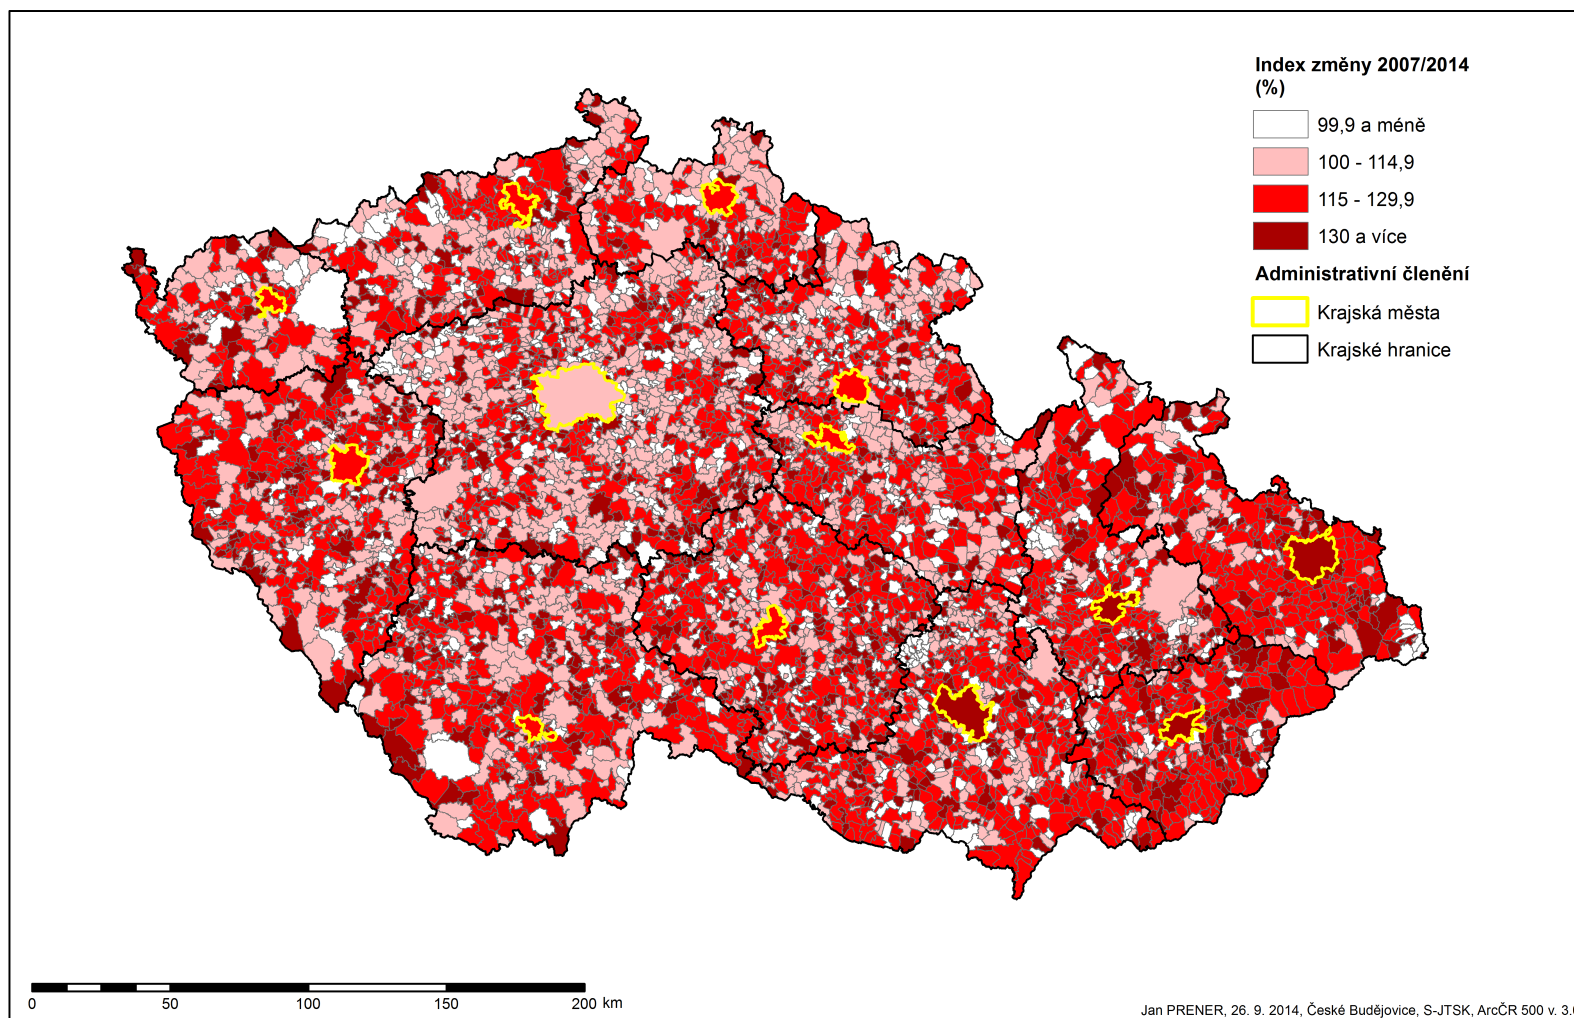 Index změny 2007/2014
(%)
99,9 a méně
100 - 114,9
115 - 129,9
130 a více
Administrativní členění
Krajská města
Krajské hranice
0 50 100 150 200 km
Jan PRENER, 26. 9. 2014, České Budějovice, S-JTSK, ArcČR 500 v. 3.